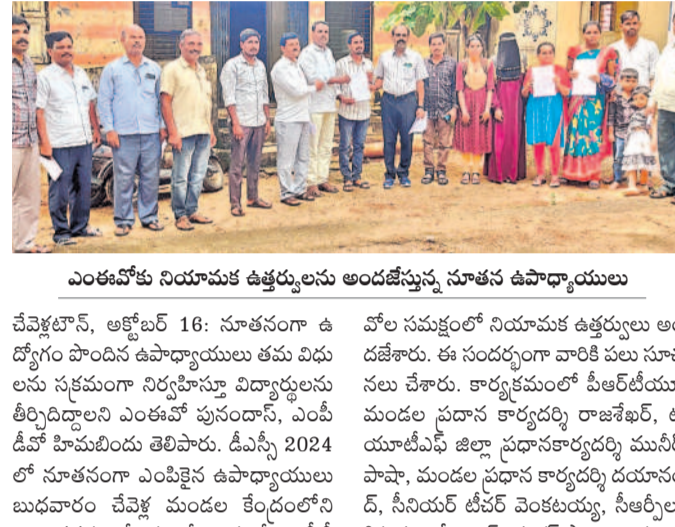 ఎంఈవోకు నియామక ఉత్తర్వులను అందజేస్తున్న నూతన ఉపాధ్యాయులు
చేవెళ్లటౌన్, అక్టోబర్ 16: నూతనంగా ఉ
ద్యోగం పొందిన ఉపాధ్యాయులు తమ విధు
లను సక్రమంగా నిర్వహిస్తూ విద్యార్థులను
తీర్చిదిద్దాలని ఎంఈవో పునందాస్, ఎంపీ
డీవో హిమబిందు తెలిపారు. డీఎస్సీ 2024
లో నూతనంగా ఎంపికైన ఉపాధ్యాయులు
బుధవారం చేవెళ్ల మండల కేంద్రంలోని
వోల సమక్షంలో నియామక ఉత్తర్వులు అం
దజేశారు. ఈ సందర్భంగా వారికి పలు సూచ
నలు చేశారు. కార్యక్రమంలో పీఆర్‌టీయూ
మండల ప్రదాన కార్యదర్శి రాజశేఖర్,
యూటీఎఫ్ జిల్లా ప్రధానకార్యదర్శి మునీర్
పాషా, మండల ప్రధాన కార్యదర్శి దయానం
ద్, సీనియర్ టీచర్ వెంకటయ్య, సీఆర్పీల